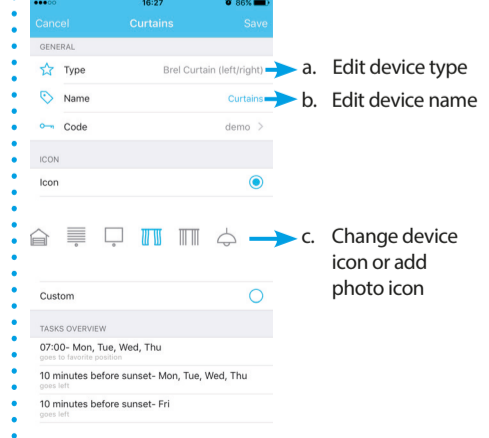 16:27 86%
Cancel Curtains Save
GENERAL
Type Brel Curtain (left/right)
a. Edit device type
Name Curtains
b. Edit device name
Code demo >
ICON
Icon
c. Change device
icon or add
photo icon
Custom
TASKS OVERVIEW
07:00- Mon, Tue, Wed, Thu
goes to favorite position
10 minutes before sunset- Mon, Tue, Wed, Thu
goes left
10 minutes before sunset- Fri
goes left